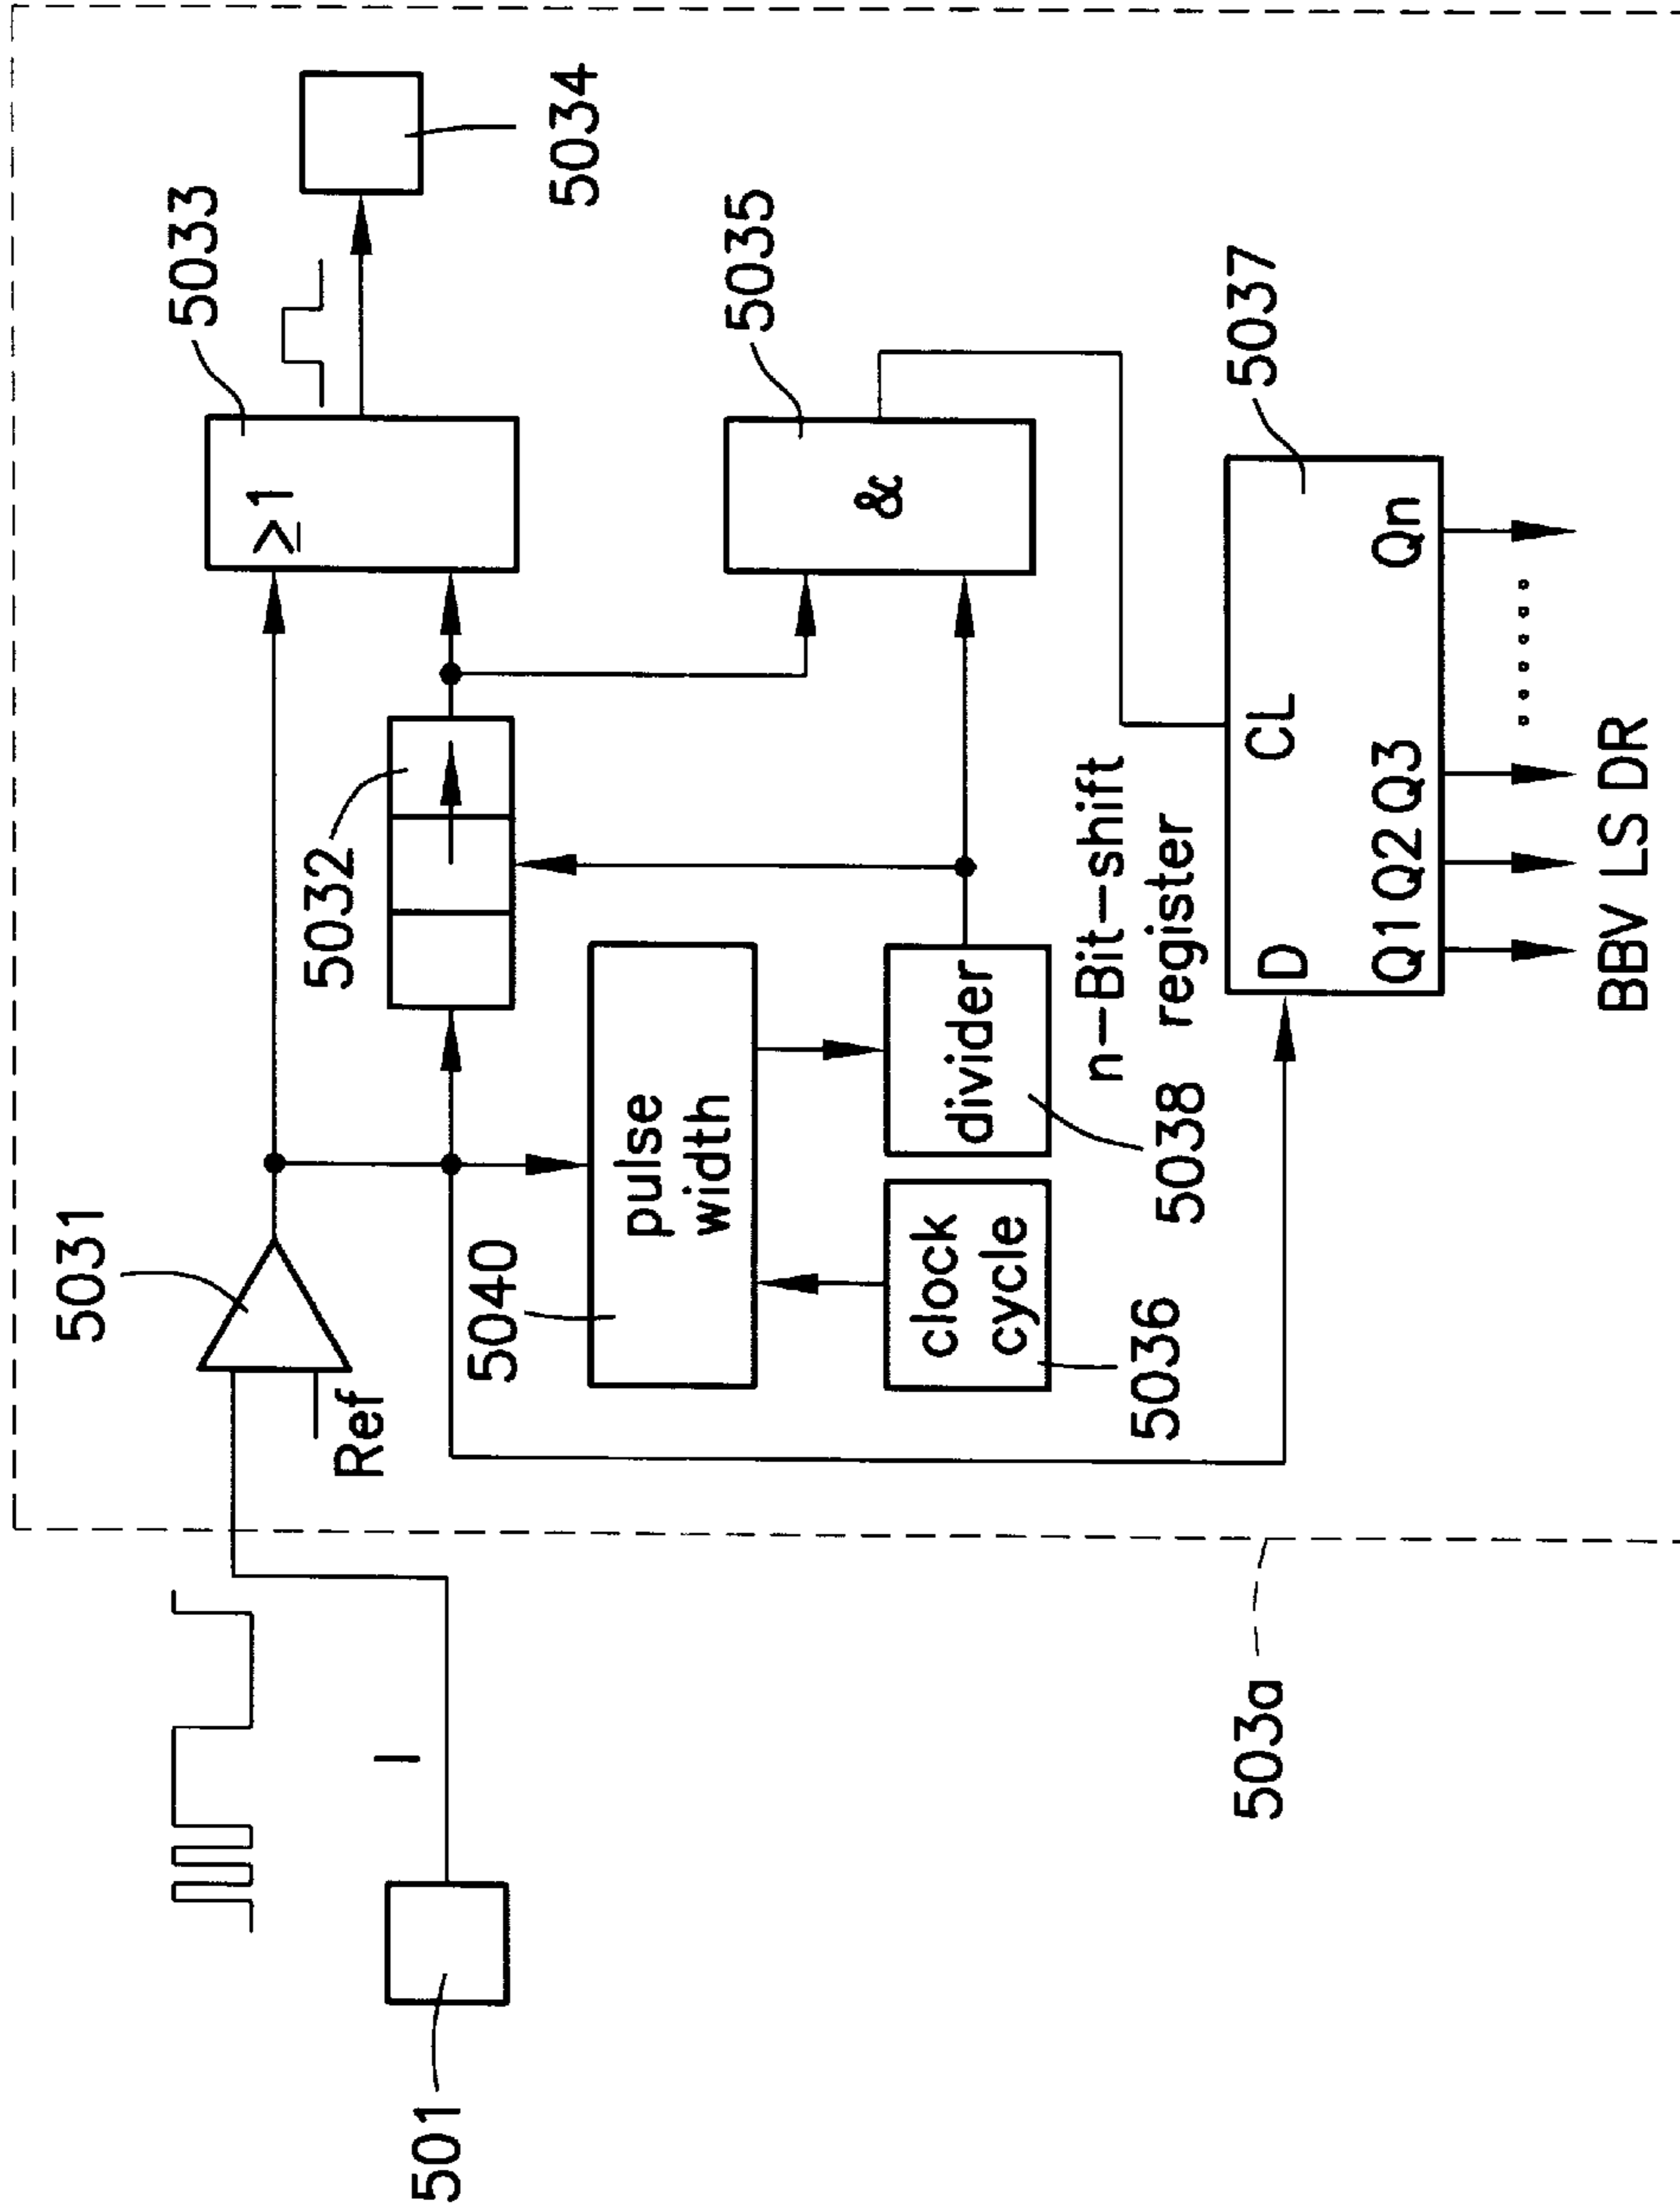 5031
Ref
5033
≥1
5034
5032
5040
pulse
width
5035
&
clock
cycle
5036
divider
5038
n-Bit-shift
register
5037
D
CL
Q1 Q2 Q3
Qn
BBV LS DR
I
501
503a